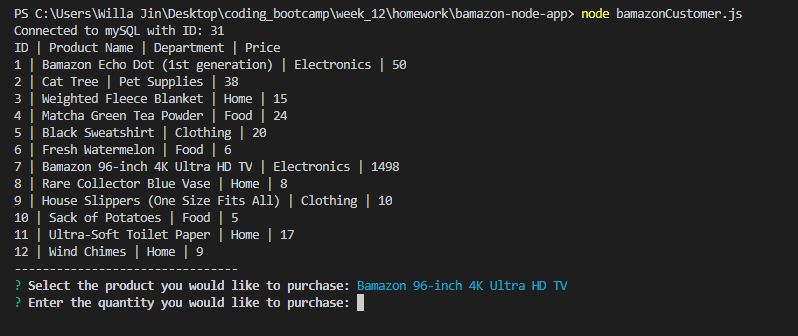 PS C:\Users\Willa Jin\Desktop\coding_bootcamp\week_12\homework\bamazon-node-app> node bamazonCustomer.js
Connected to mySQL with ID: 31
ID | Product Name | Department | Price
1 | Bamazon Echo Dot (1st generation) | Electronics | 50
2 | Cat Tree | Pet Supplies | 38
3 | Weighted Fleece Blanket | Home | 15
4 | Matcha Green Tea Powder | Food | 24
5 | Black Sweatshirt | Clothing | 20
6 | Fresh Watermelon | Food | 6
7 | Bamazon 96-inch 4K Ultra HD TV | Electronics | 1498
8 | Rare Collector Blue Vase | Home | 8
9 | House Slippers (One Size Fits All) | Clothing | 10
10 | Sack of Potatoes | Food | 5
11 | Ultra-Soft Toilet Paper | Home | 17
12 | Wind Chimes | Home | 9
--------------------------------
? Select the product you would like to purchase: Bamazon 96-inch 4K Ultra HD TV
? Enter the quantity you would like to purchase: